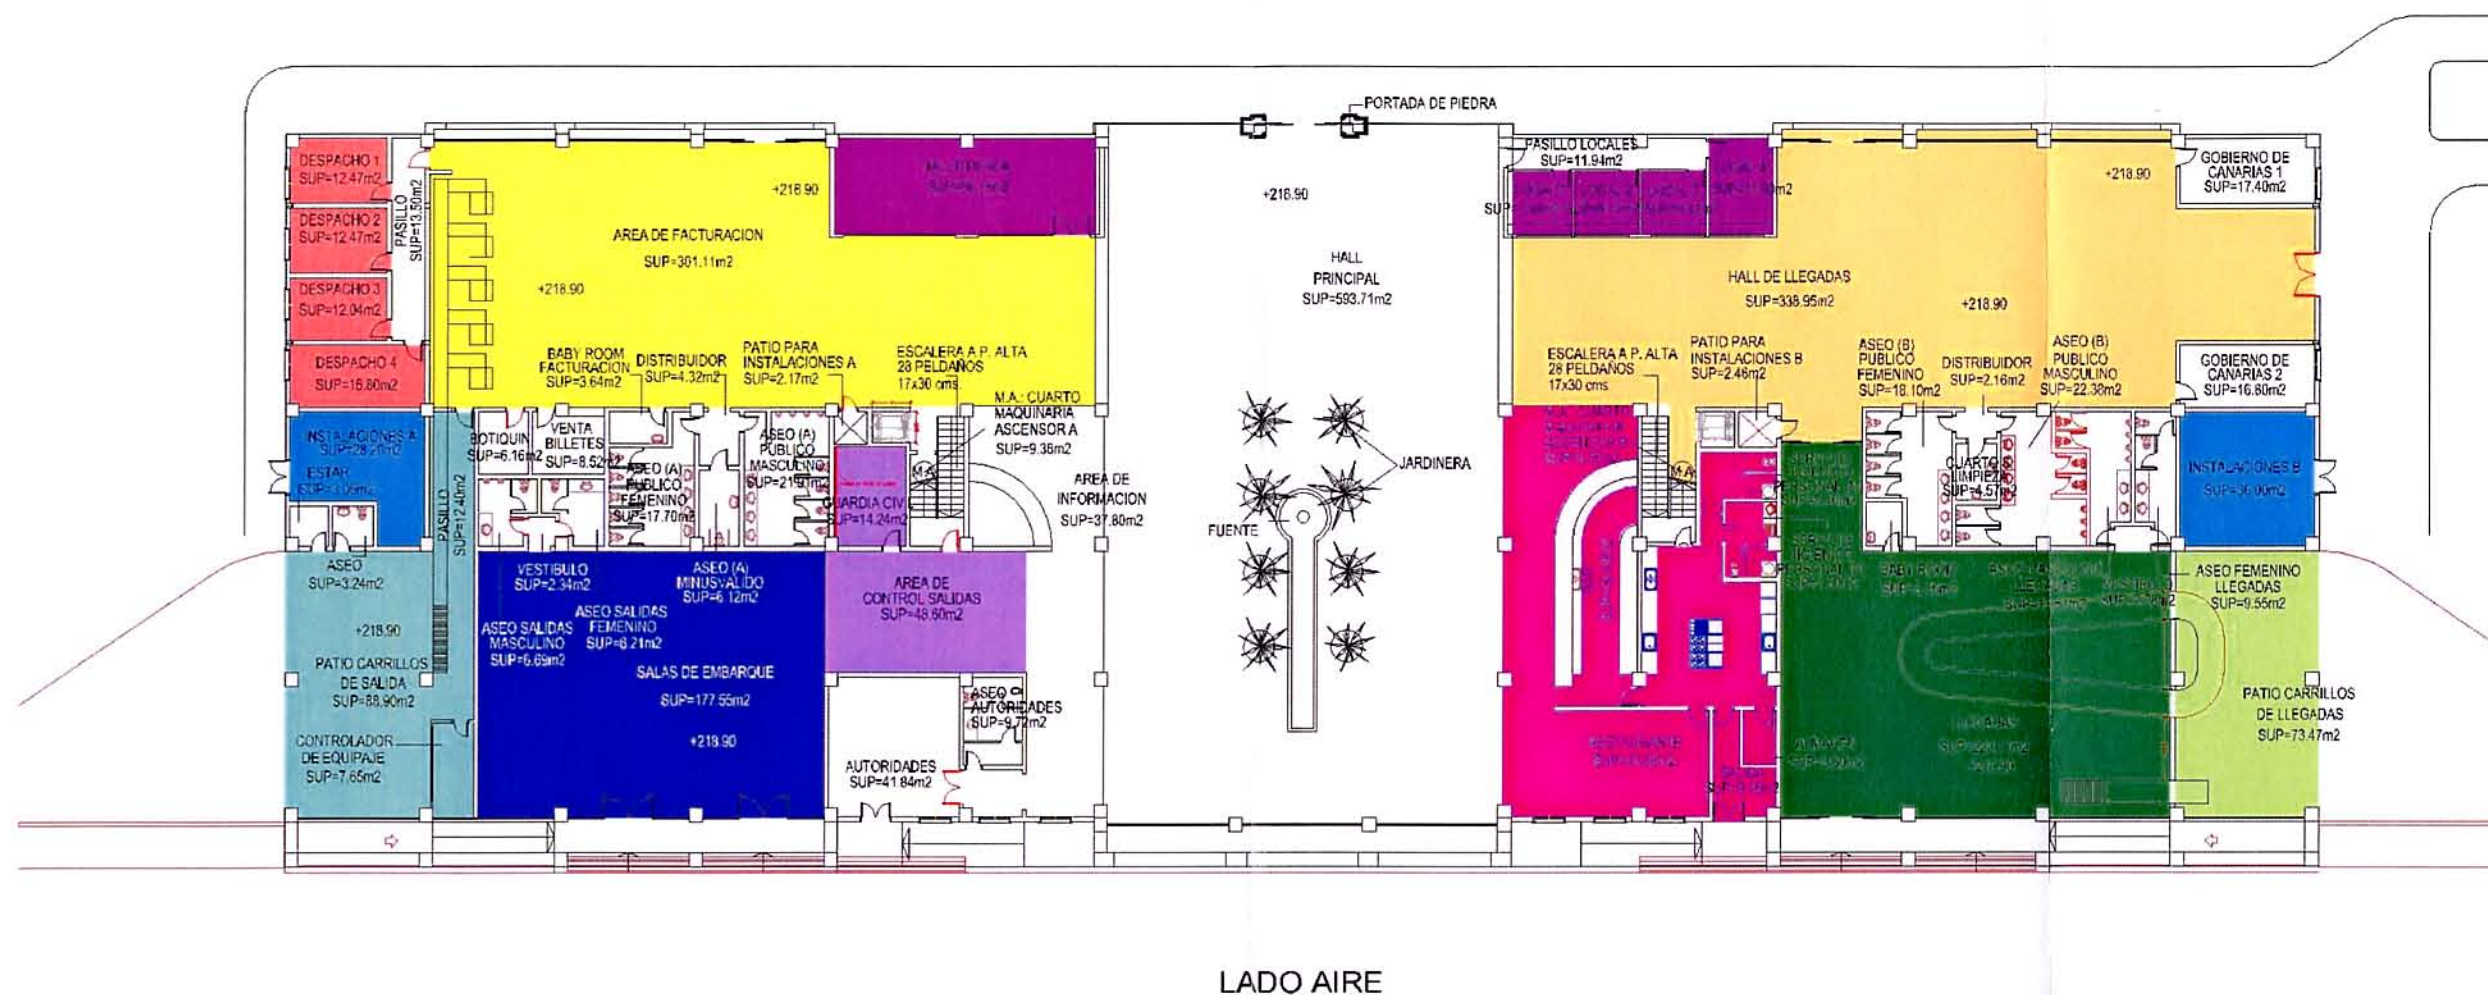 PORTADA DE PIEDRA
DESPACHO 1
SUP=12.47m2
DESPACHO 2
SUP=12.47m2
DESPACHO 3
SUP=12.04m2
DESPACHO 4
SUP=16.80m2
PASILLO
SUP=13.50m2
+218.90
AREA DE FACTURACION
SUP=301.11m2
+218.90
BABY ROOM
FACTURACION
SUP=3.64m2
DISTRIBUIDOR
SUP=4.32m2
PATIO PARA
INSTALACIONES A
SUP=2.17m2
ESCALERA A P. ALTA
28 PELDAÑOS
17x30 cms.
M.A.: CUARTO
MAQUINARIA
ASCENSOR A
SUP=9.38m2
INSTALACIONES A
ESTAR
BOTIQUIN
SUP=6.16m2
VENTA
BILLETES
SUP=8.52m2
ASEO (A)
PUBLICO
FEMENINO
SUP=17.70m2
ASEO (A)
PUBLICO
MASCULINO
GUARDIA CIVIL
SUP=14.24m2
M.A.
AREA DE
INFORMACION
SUP=37.80m2
PASILLO
SUP=12.40m2
ASEO
SUP=3.24m2
VESTIBULO
SUP=2.34m2
ASEO (A)
MINUSVALIDO
SUP=6.12m2
AREA DE
CONTROL SALIDAS
SUP=48.60m2
+218.90
ASEO SALIDAS
MASCULINO
SUP=6.69m2
ASEO SALIDAS
FEMENINO
SUP=6.21m2
PATIO CARRILLOS
DE SALIDA
SUP=88.90m2
SALAS DE EMBARQUE
SUP=177.55m2
+218.90
CONTROLADOR
DE EQUIPAJE
SUP=7.65m2
AUTORIDADES
SUP=41.84m2
ASEO
AUTORIDADES
SUP=9.72m2
+218.90
HALL
PRINCIPAL
SUP=593.71m2
JARDINERA
FUENTE
PASILLO LOCALES
SUP=11.94m2
+218.90
GOBIERNO DE
CANARIAS 1
SUP=17.40m2
HALL DE LLEGADAS
SUP=338.95m2
+218.90
ESCALERA A P. ALTA
28 PELDAÑOS
17x30 cms
PATIO PARA
INSTALACIONES B
SUP=2.46m2
ASEO (B)
PUBLICO
FEMENINO
SUP=18.10m2
DISTRIBUIDOR
SUP=2.16m2
ASEO (B)
PUBLICO
MASCULINO
SUP=22.38m2
GOBIERNO DE
CANARIAS 2
SUP=16.80m2
M.A.
CUARTO
LIMPIEZA
SUP=4.57m2
INSTALACIONES B
SUP=36.00m2
BABY ROOM
ASEO FEMENINO
LLEGADAS
SUP=9.55m2
PATIO CARRILLOS
DE LLEGADAS
SUP=73.47m2
RESTAURANTE
ALMACEN
LLEGADAS
LADO AIRE